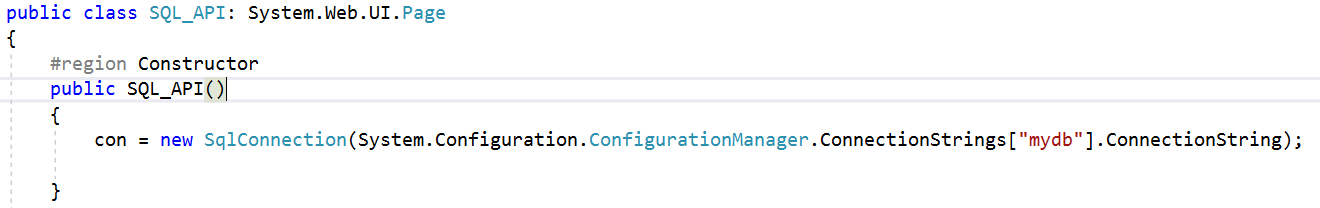 public class SQL_API: System.Web.UI.Page
{
#region Constructor
public SQL_API()
{
con = new SqlConnection(System.Configuration.ConfigurationManager.ConnectionStrings["mydb"].ConnectionString);
}